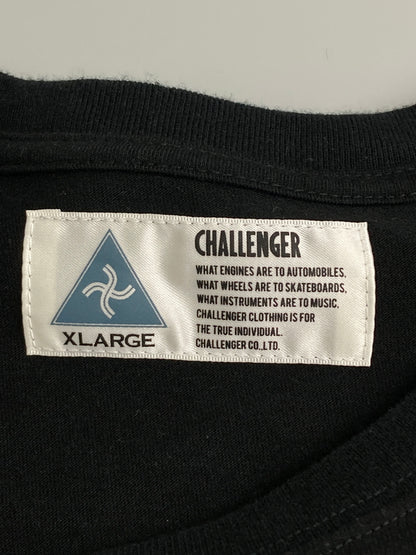 XLARGE
CHALLENGER
WHAT ENGINES ARE TO AUTOMOBILES,
WHAT WHEELS ARE TO SKATEBOARDS,
WHAT INSTRUMENTS ARE TO MUSIC.
CHALLENGER CLOTHING IS FOR
THE TRUE INDIVIDUAL.
CHALLENGER CO.,LTD.